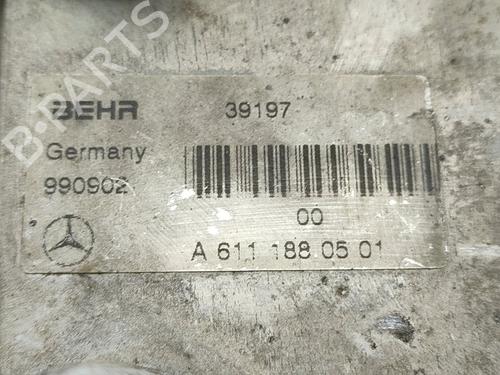 B-PARTS
BEHR 39197
Germany
990902
00
A 611 188 05 01